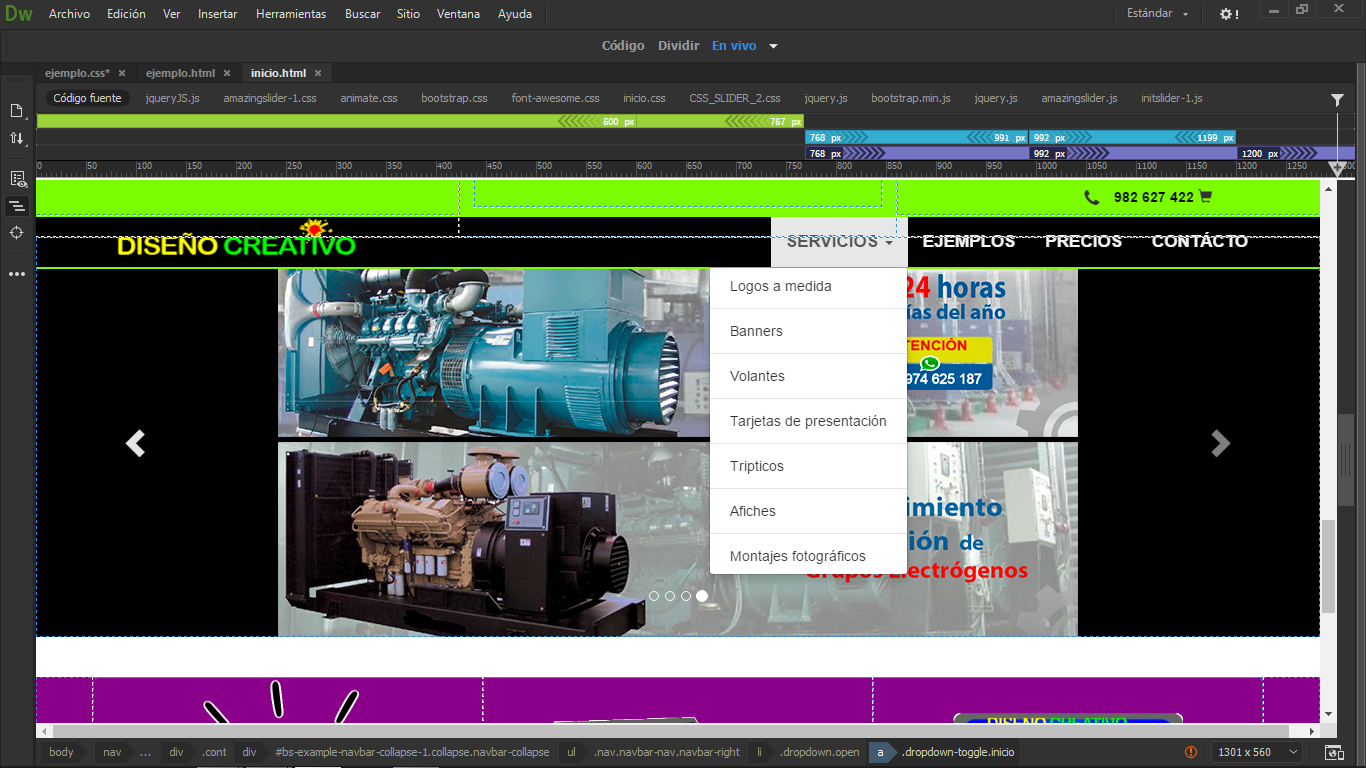 Dw Archivo Edición Ver Insertar Herramientas Buscar Sitio Ventana Ayuda Estándar !
Código Dividir En vivo
ejemplo.css* × ejemplo.html × inicio.html ×
Código fuente jqueryJS.js amazingslider-1.css animate.css bootstrap.css font-awesome.css inicio.css CSS_SLIDER_2.css jquery.js bootstrap.min.js jquery.js amazingslider.js initslider-1.js
600 px 767 px
768 px 991 px 992 px 1199 px
768 px 992 px 1200 px
0 50 100 150 200 250 300 350 400 450 500 550 600 650 700 750 800 850 900 950 1000 1050 1100 1150 1200 1250
982 627 422
DISEÑO CREATIVO SERVICIOS EJEMPLOS PRECIOS CONTÁCTO
Logos a medida
Banners
Volantes
Tarjetas de presentación
Tripticos
Afiches
Montajes fotográficos
24 horas
ías del año
TENCIÓN
974 625 187
imiento
ión de
Grupos Electrógenos
DISEÑO CREATIVO
body nav ... div .cont div #bs-example-navbar-collapse-1.collapse.navbar-collapse ul .nav.navbar-nav.navbar-right li .dropdown.open a .dropdown-toggle.inicio 1301 x 560